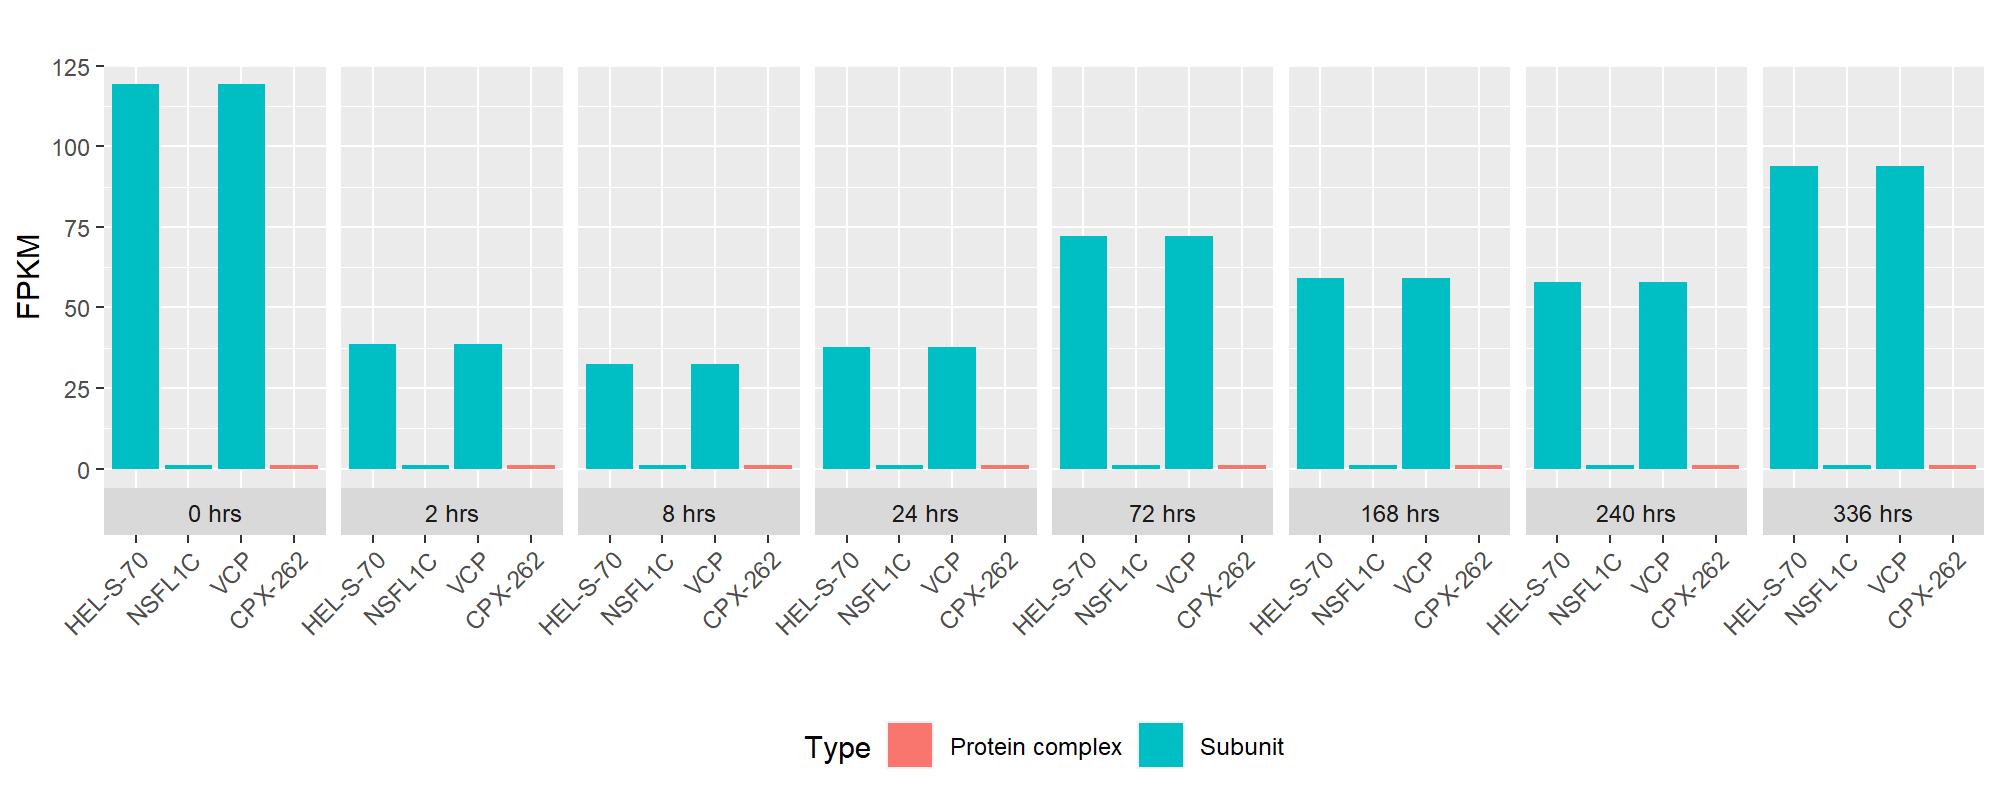 FPKM
125
100
75
50
25
0
0 hrs 2 hrs 8 hrs 24 hrs 72 hrs 168 hrs 240 hrs 336 hrs
HEL-S-70 NSFL1C VCP CPX-262 HEL-S-70 NSFL1C VCP CPX-262 HEL-S-70 NSFL1C VCP CPX-262 HEL-S-70 NSFL1C VCP CPX-262 HEL-S-70 NSFL1C VCP CPX-262 HEL-S-70 NSFL1C VCP CPX-262 HEL-S-70 NSFL1C VCP CPX-262 HEL-S-70 NSFL1C VCP CPX-262
Type Protein complex Subunit